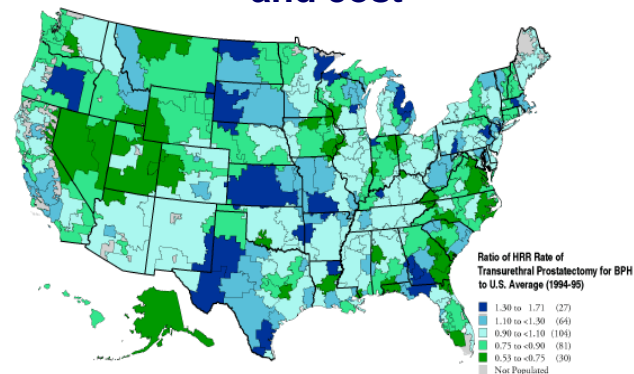 and cost
Ratio of HRR Rate of
Transurethral Prostatectomy for BPH
to U.S. Average (1994-95)
1.30 to 1.71 (27)
1.10 to <1.30 (64)
0.90 to <1.10 (104)
0.75 to <0.90 (81)
0.53 to <0.75 (30)
Not Populated